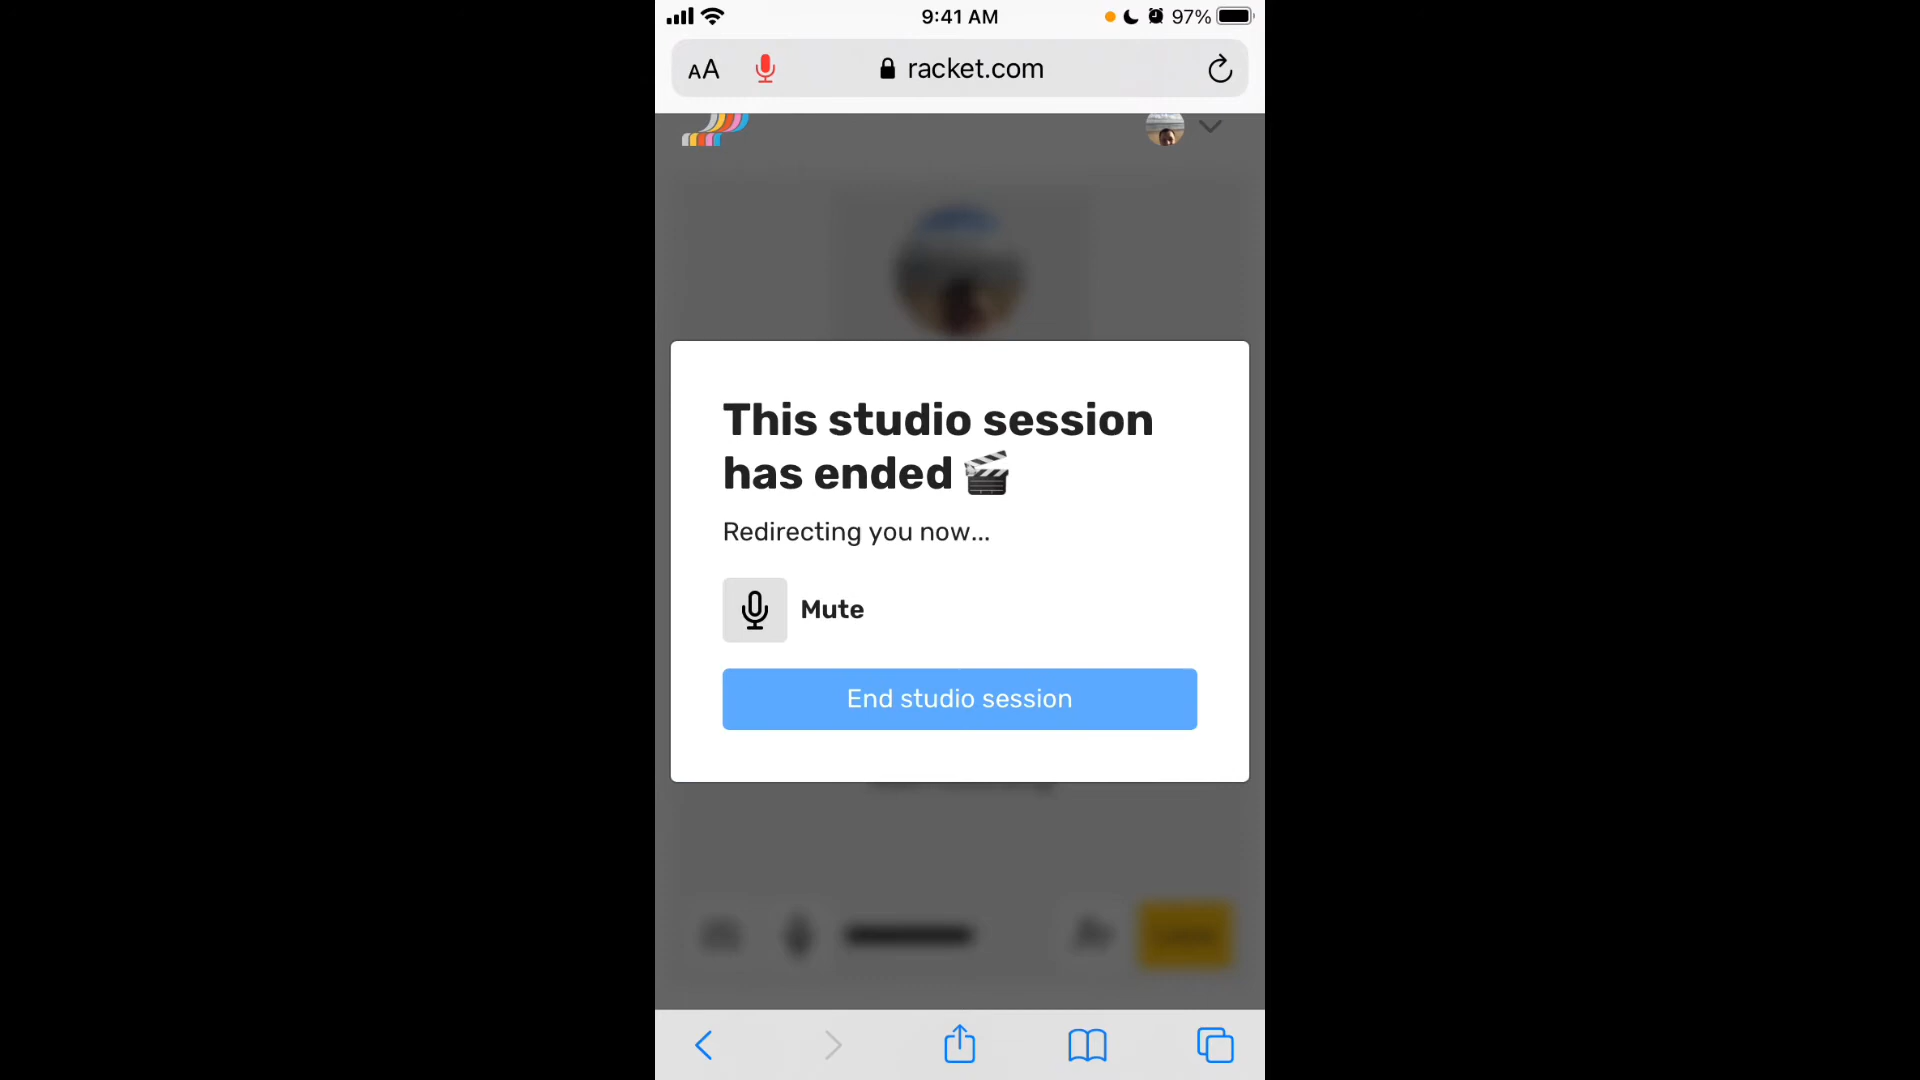 9:41 AM
97%
AA
racket.com
This studio session
has ended 🎬
Redirecting you now...
Mute
End studio session